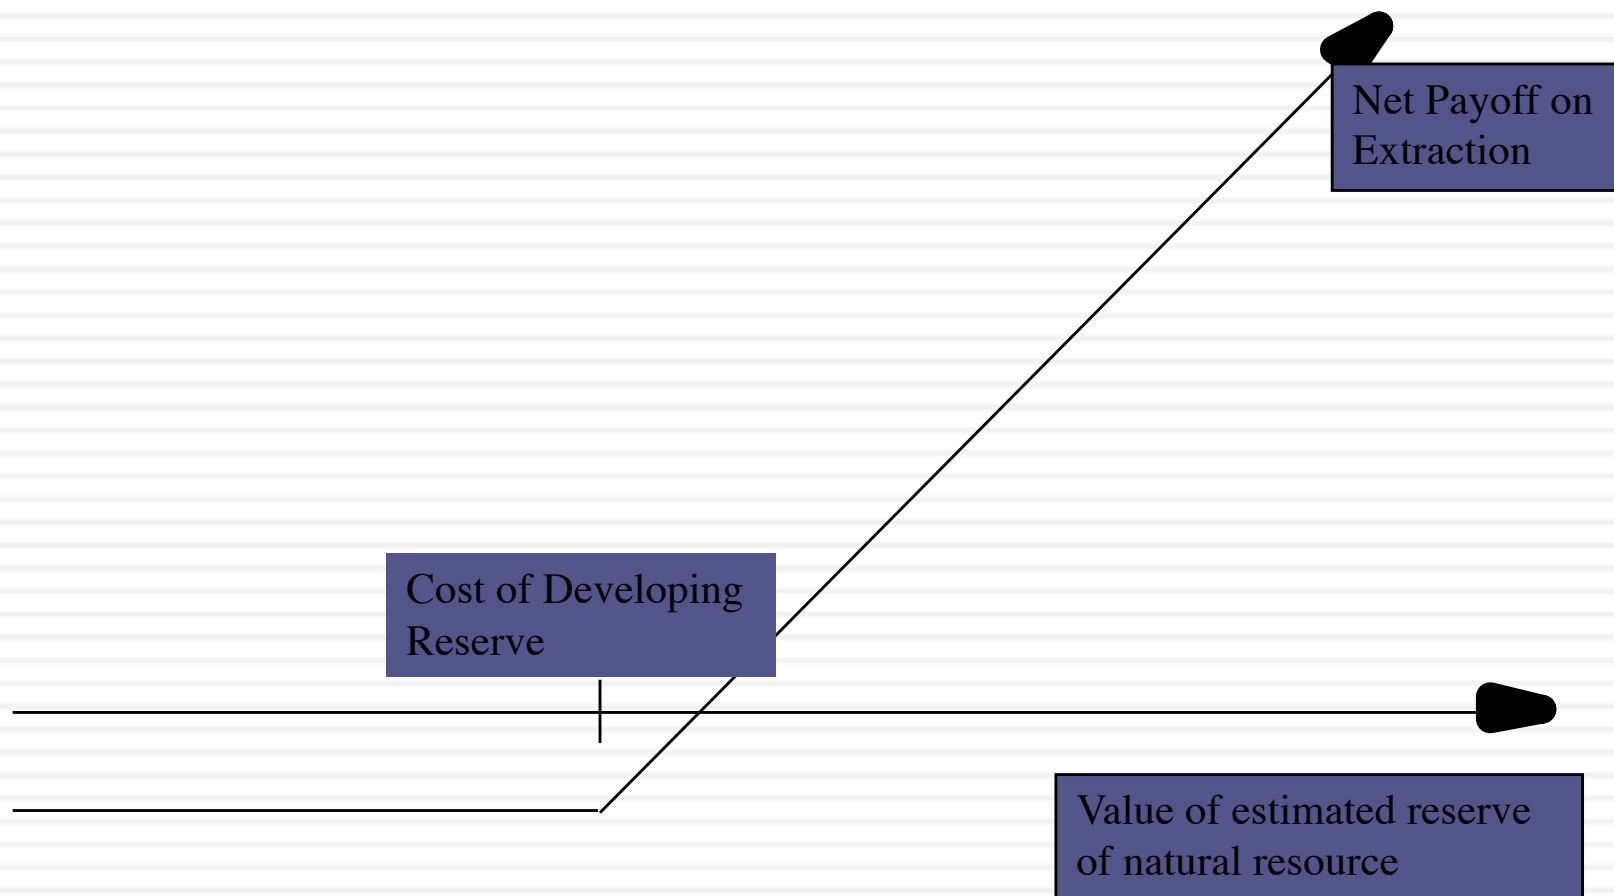 Net Payoff on
Extraction
Cost of Developing
Reserve
Value of estimated reserve
of natural resource